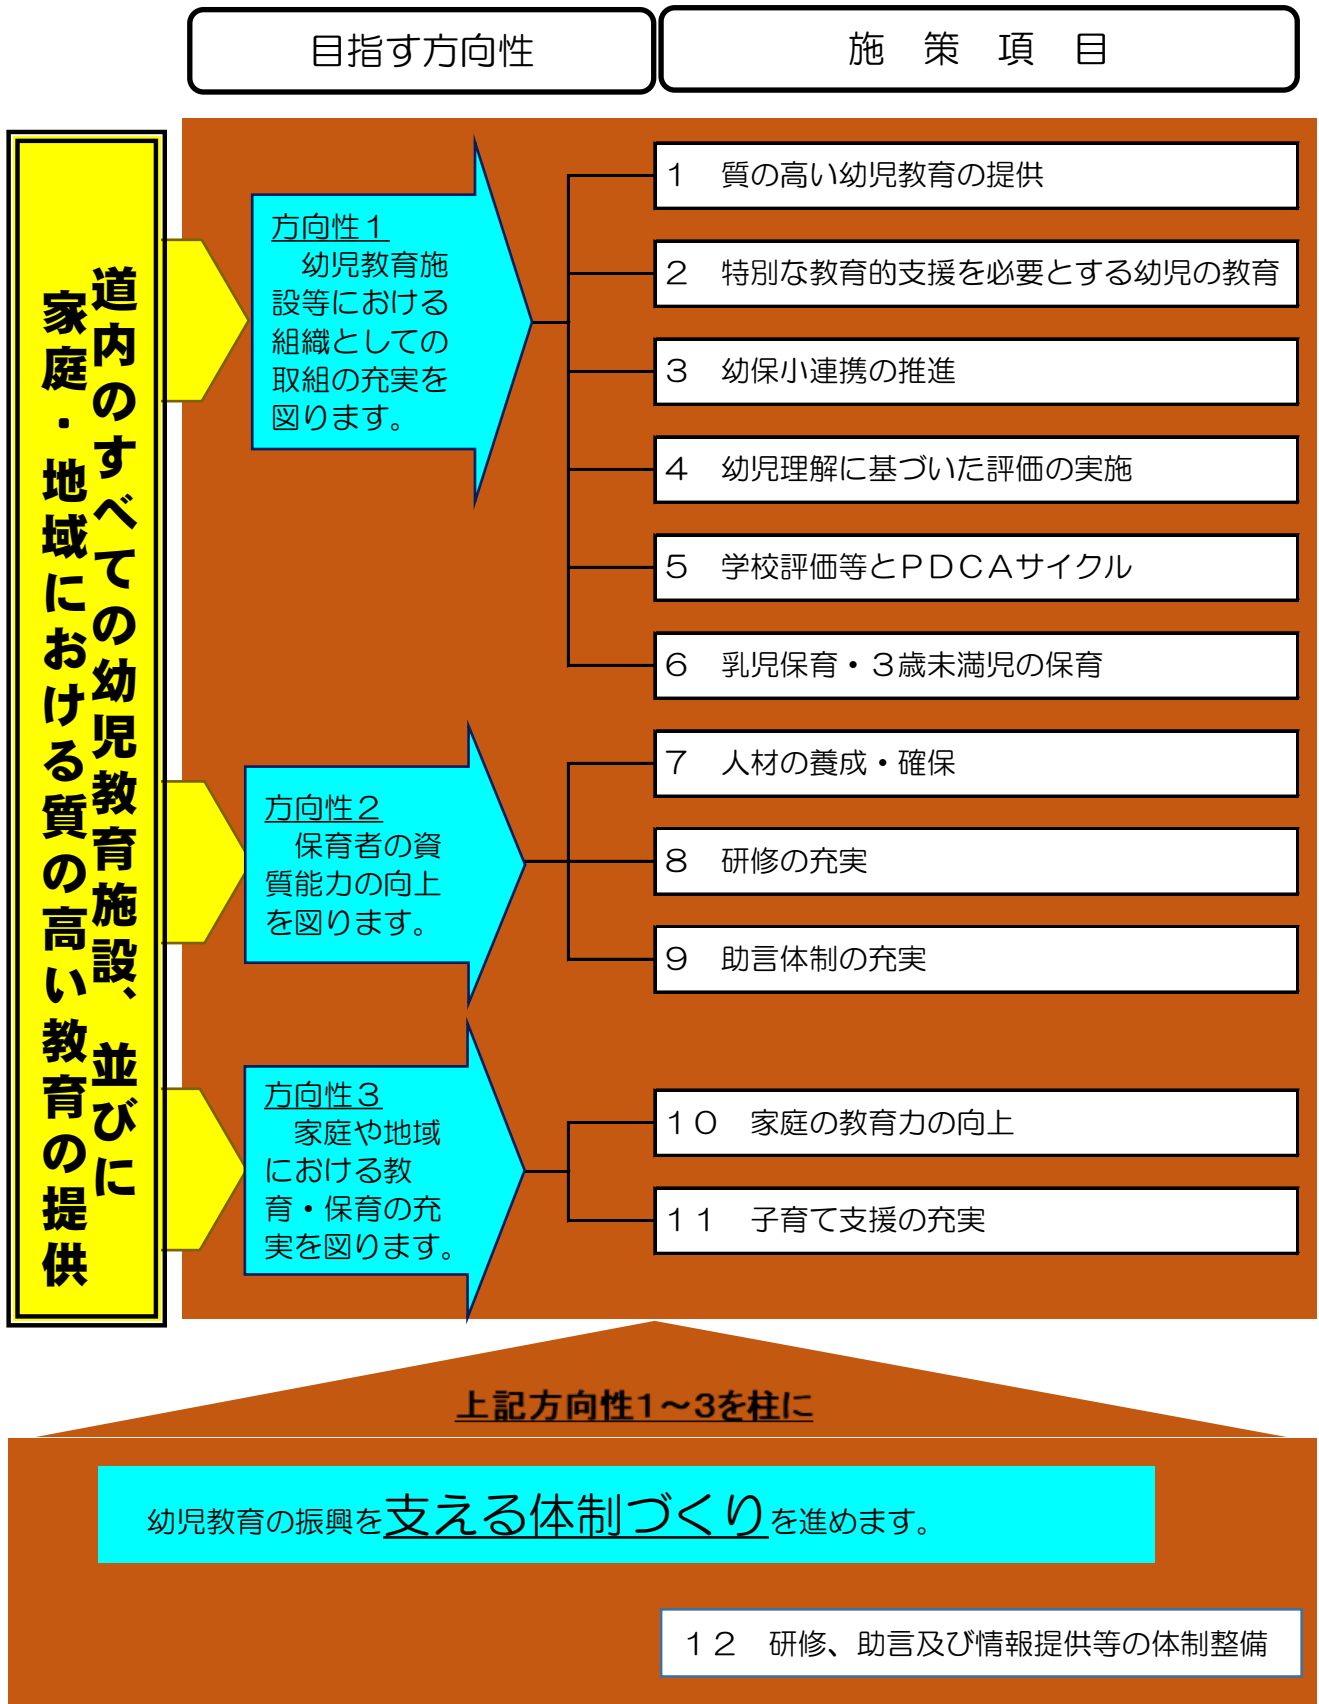 目指す方向性
施　策　項　目
道内のすべての幼児教育施設、並びに
家庭・地域における質の高い教育の提供
方向性１
幼児教育施
設等における
組織としての
取組の充実を
図ります。
１　質の高い幼児教育の提供
２　特別な教育的支援を必要とする幼児の教育
３　幼保小連携の推進
４　幼児理解に基づいた評価の実施
５　学校評価等とＰＤＣＡサイクル
６　乳児保育・３歳未満児の保育
方向性２
保育者の資
質能力の向上
を図ります。
７　人材の養成・確保
８　研修の充実
９　助言体制の充実
方向性３
家庭や地域
における教
育・保育の充
実を図ります。
１０　家庭の教育力の向上
１１　子育て支援の充実
上記方向性1～3を柱に
幼児教育の振興を支える体制づくりを進めます。
１２　研修、助言及び情報提供等の体制整備